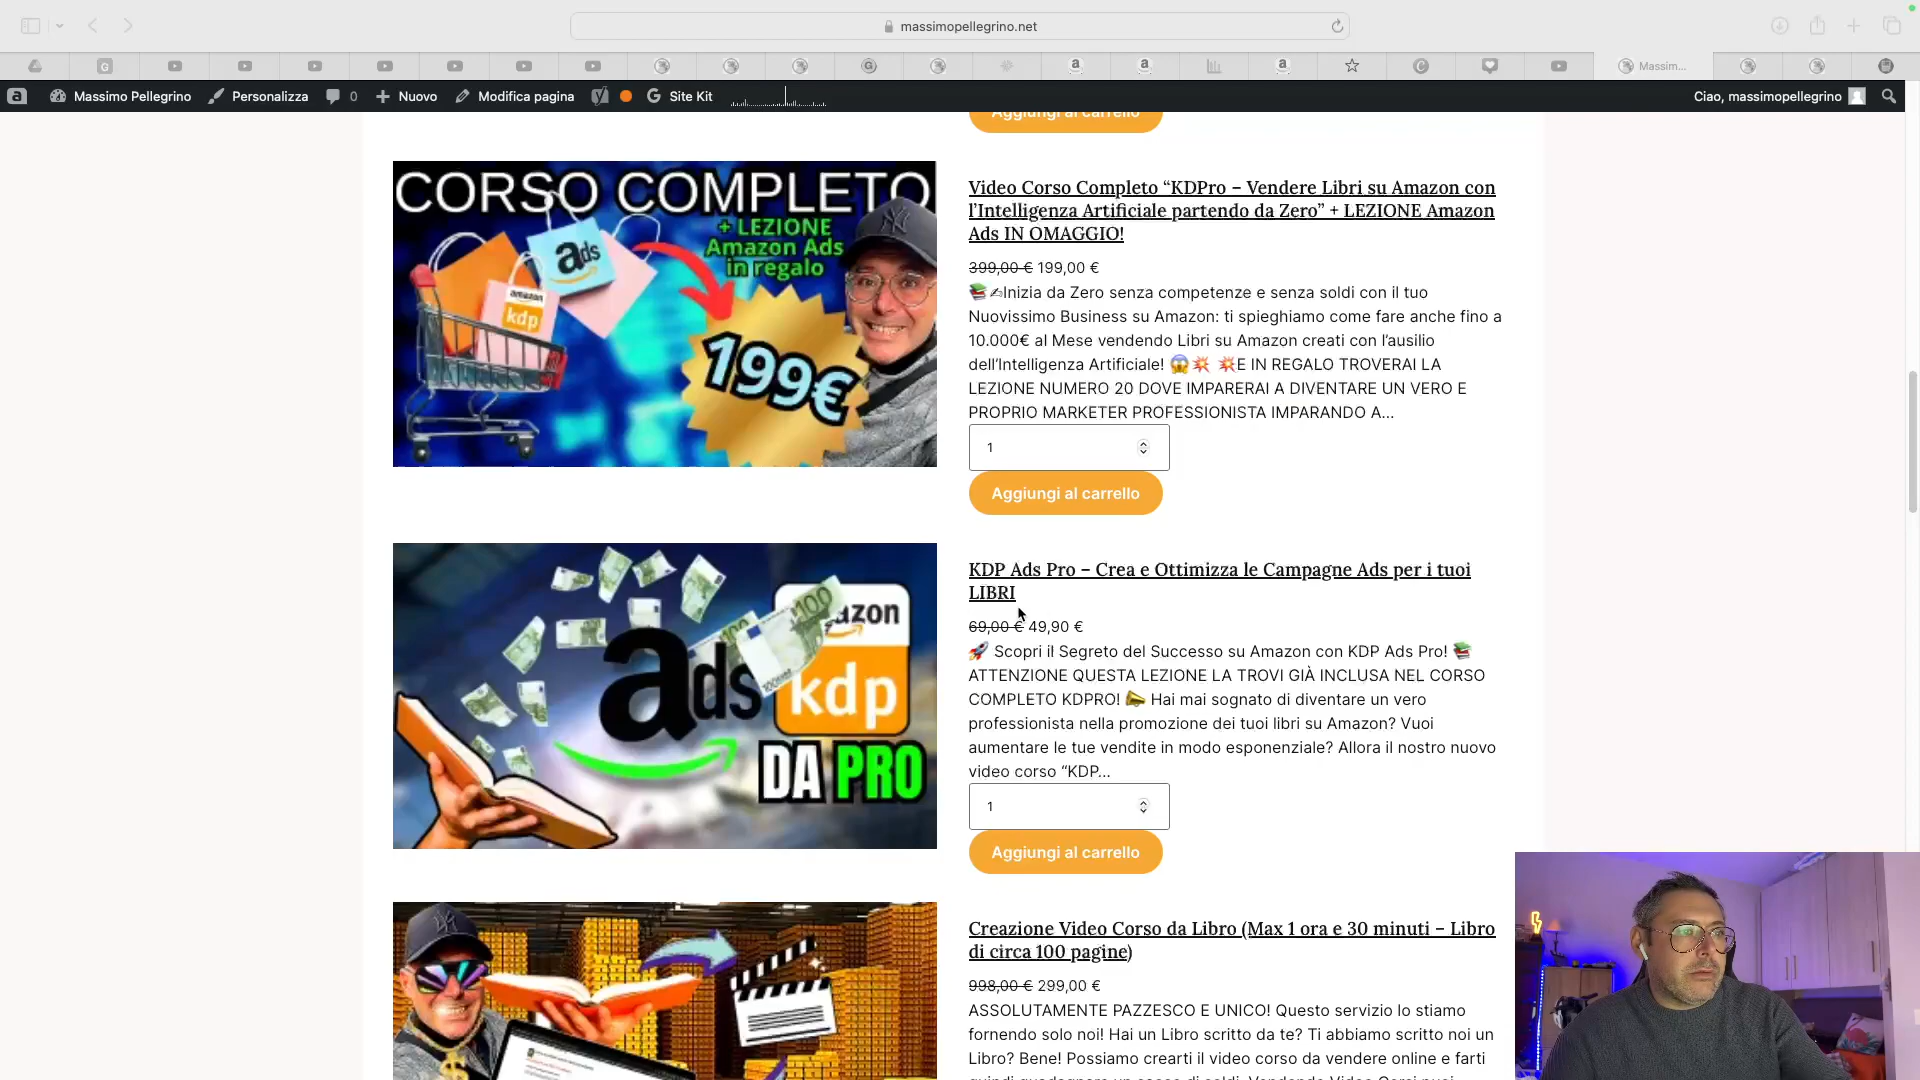 massimopellegrino.net
Massim...
Massimo Pellegrino
Personalizza
0
Nuovo
Modifica pagina
Site Kit
Ciao, massimopellegrino
Aggiungi al carrello
CORSO COMPLETO
+ LEZIONE
Amazon Ads
in regalo
ads
amazon
kdp
199€
Video Corso Completo “KDPro – Vendere Libri su Amazon con
l’Intelligenza Artificiale partendo da Zero” + LEZIONE Amazon
Ads IN OMAGGIO!
399,00 € 199,00 €
📚✍Inizia da Zero senza competenze e senza soldi con il tuo
Nuovissimo Business su Amazon: ti spieghiamo come fare anche fino a
10.000€ al Mese vendendo Libri su Amazon creati con l’ausilio
dell’Intelligenza Artificiale! 😱💥 💥E IN REGALO TROVERAI LA
LEZIONE NUMERO 20 DOVE IMPARERAI A DIVENTARE UN VERO E
PROPRIO MARKETER PROFESSIONISTA IMPARANDO A…
1
Aggiungi al carrello
100
100
azon
ads
kdp
DA PRO
KDP Ads Pro – Crea e Ottimizza le Campagne Ads per i tuoi
LIBRI
69,00 € 49,90 €
🚀 Scopri il Segreto del Successo su Amazon con KDP Ads Pro! 📚
ATTENZIONE QUESTA LEZIONE LA TROVI GIÀ INCLUSA NEL CORSO
COMPLETO KDPRO! 📣 Hai mai sognato di diventare un vero
professionista nella promozione dei tuoi libri su Amazon? Vuoi
aumentare le tue vendite in modo esponenziale? Allora il nostro nuovo
video corso “KDP…
1
Aggiungi al carrello
Creazione Video Corso da Libro (Max 1 ora e 30 minuti – Libro
di circa 100 pagine)
998,00 € 299,00 €
ASSOLUTAMENTE PAZZESCO E UNICO! Questo servizio lo stiamo
fornendo solo noi! Hai un Libro scritto da te? Ti abbiamo scritto noi un
Libro? Bene! Possiamo crearti il video corso da vendere online e farti